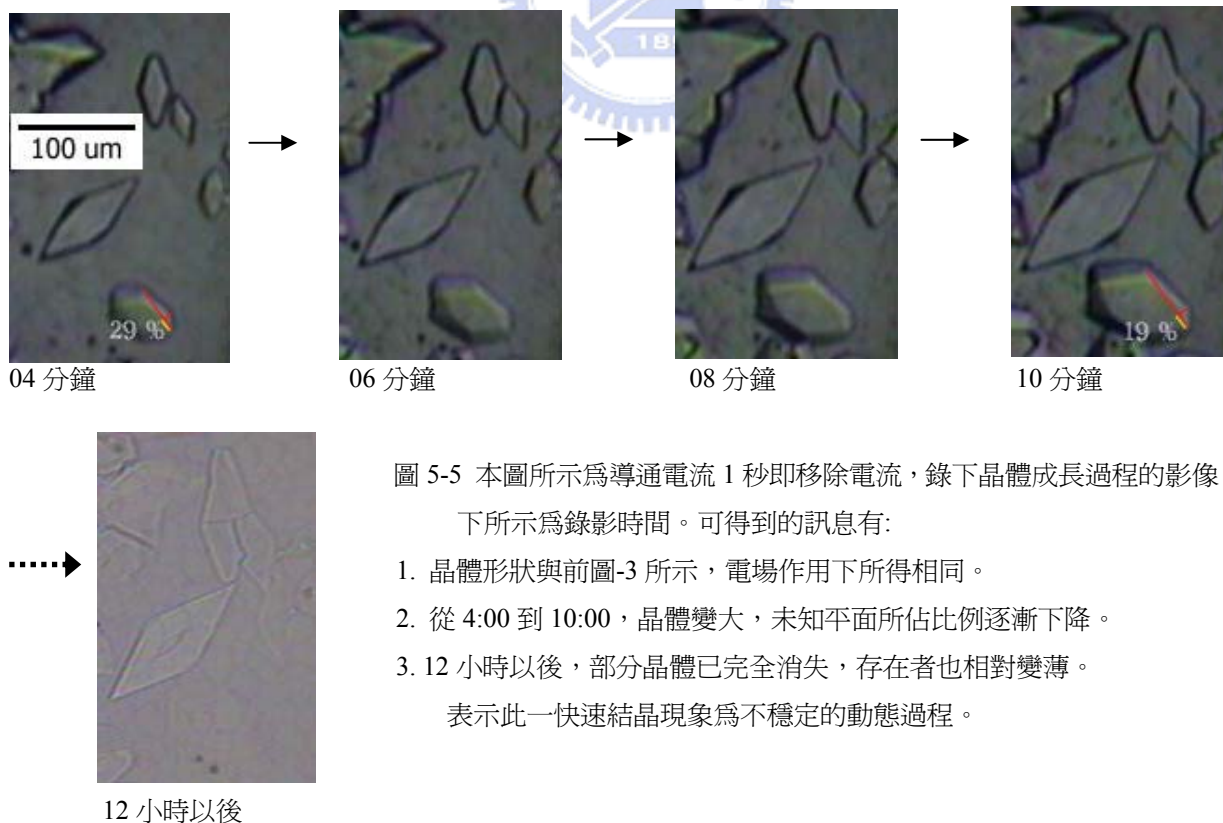 18
100 um
29 %
19 %
04 分鐘
06 分鐘
08 分鐘
10 分鐘
圖 5-5 本圖所示爲導通電流 1 秒即移除電流，錄下晶體成長過程的影像
下所示爲錄影時間。可得到的訊息有:
1. 晶體形狀與前圖-3 所示，電場作用下所得相同。
2. 從 4:00 到 10:00，晶體變大，未知平面所佔比例逐漸下降。
3. 12 小時以後，部分晶體已完全消失，存在者也相對變薄。
表示此一快速結晶現象爲不穩定的動態過程。
12 小時以後